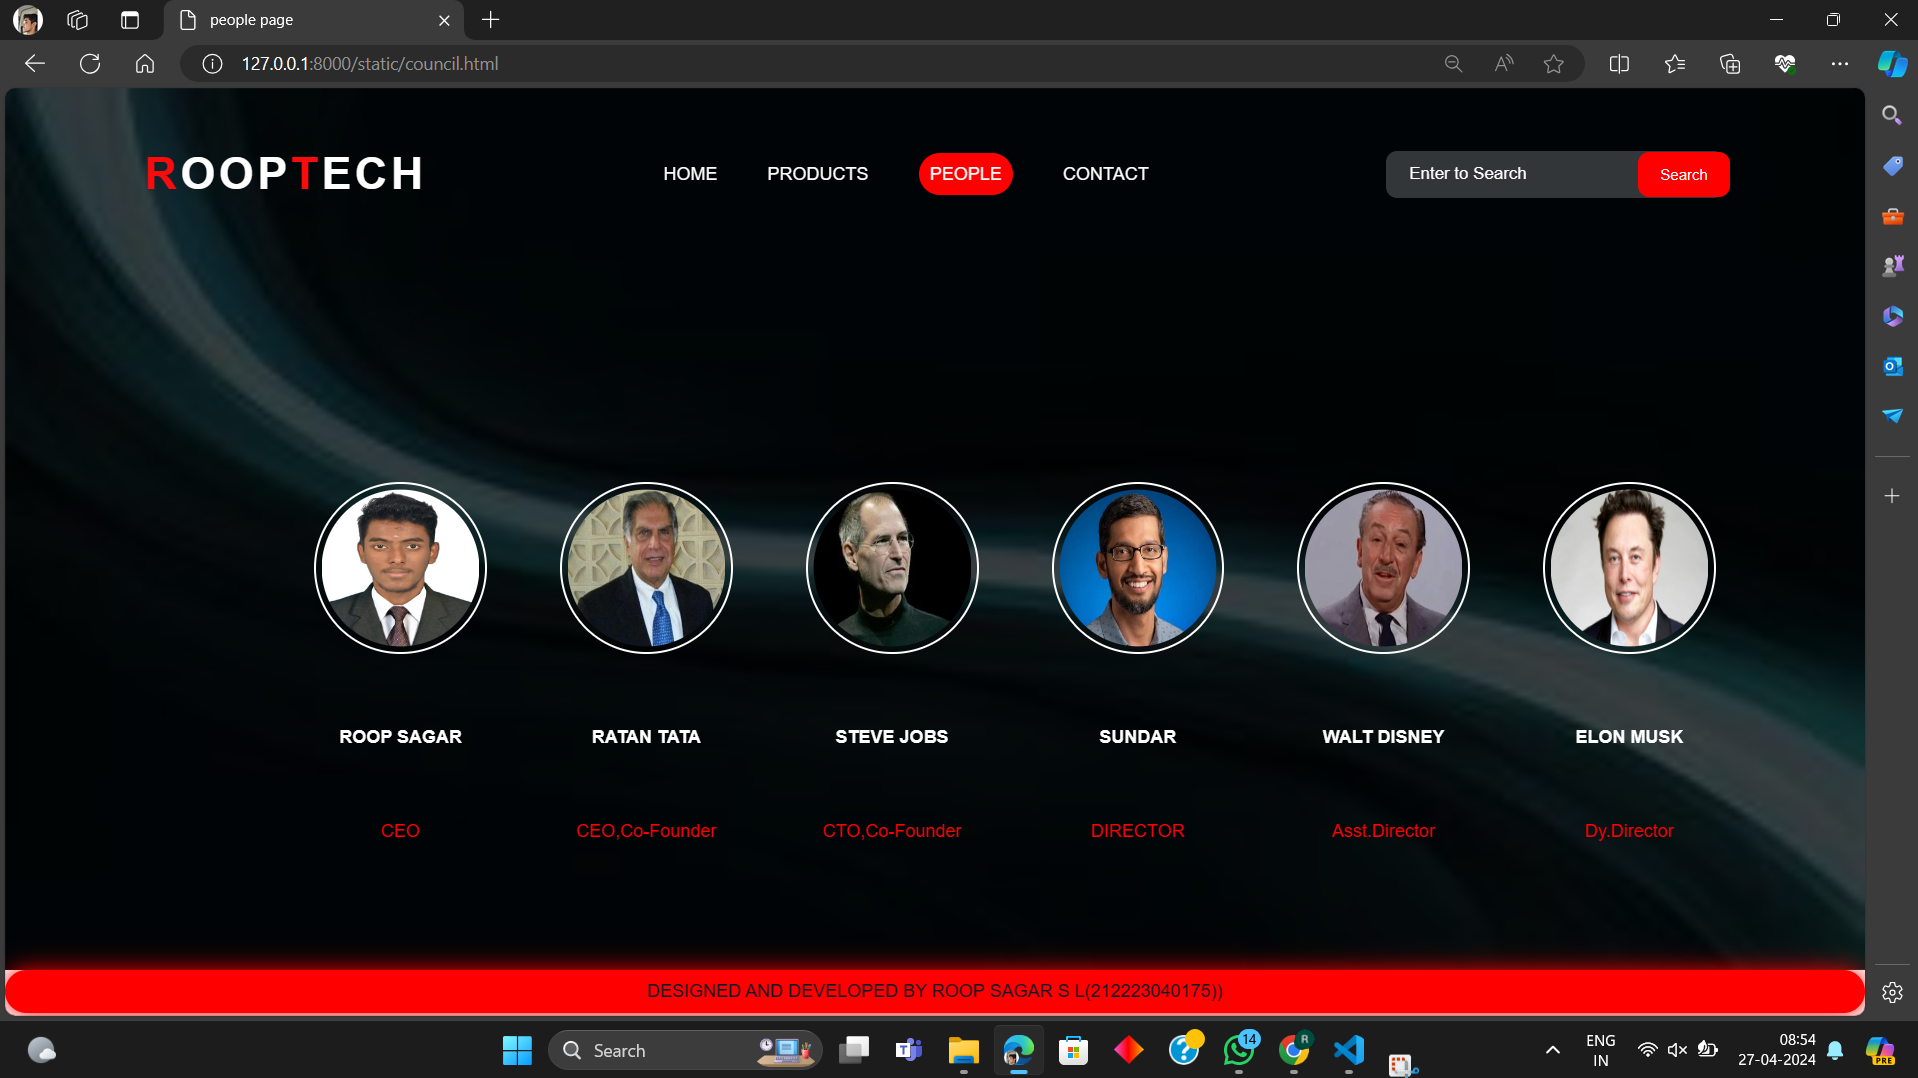 people page
127.0.0.1:8000/static/council.html
ROOPTECH
HOME PRODUCTS PEOPLE CONTACT
Enter to Search Search
ROOP SAGAR RATAN TATA STEVE JOBS SUNDAR WALT DISNEY ELON MUSK
CEO CEO,Co-Founder CTO,Co-Founder DIRECTOR Asst.Director Dy.Director
DESIGNED AND DEVELOPED BY ROOP SAGAR S L(212223040175))
Search
14
R
ENG
IN
08:54
27-04-2024
PRE